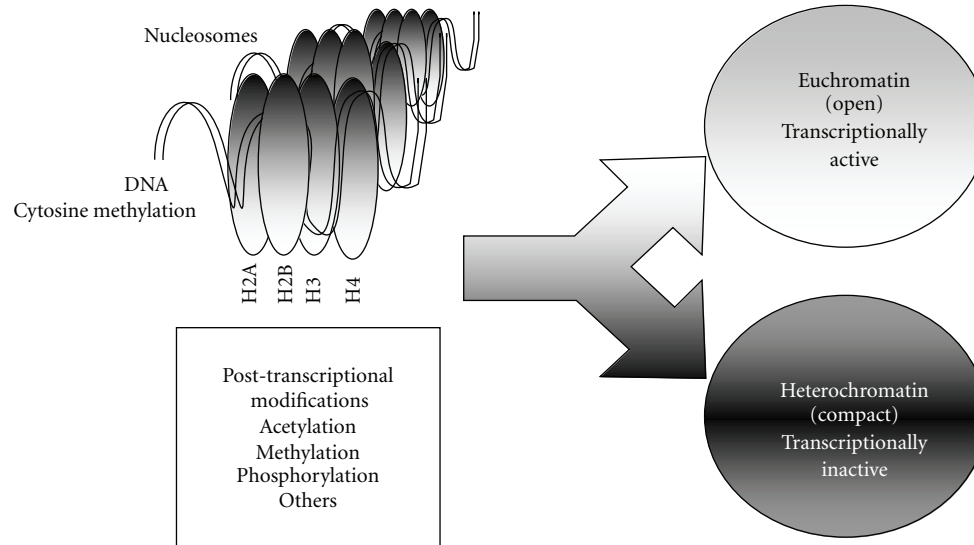 Nucleosomes
DNA
Cytosine methylation
H2A
H2B
H3
H4
Post-transcriptional
modifications
Acetylation
Methylation
Phosphorylation
Others
Euchromatin
(open)
Transcriptionally
active
Heterochromatin
(compact)
Transcriptionally
inactive